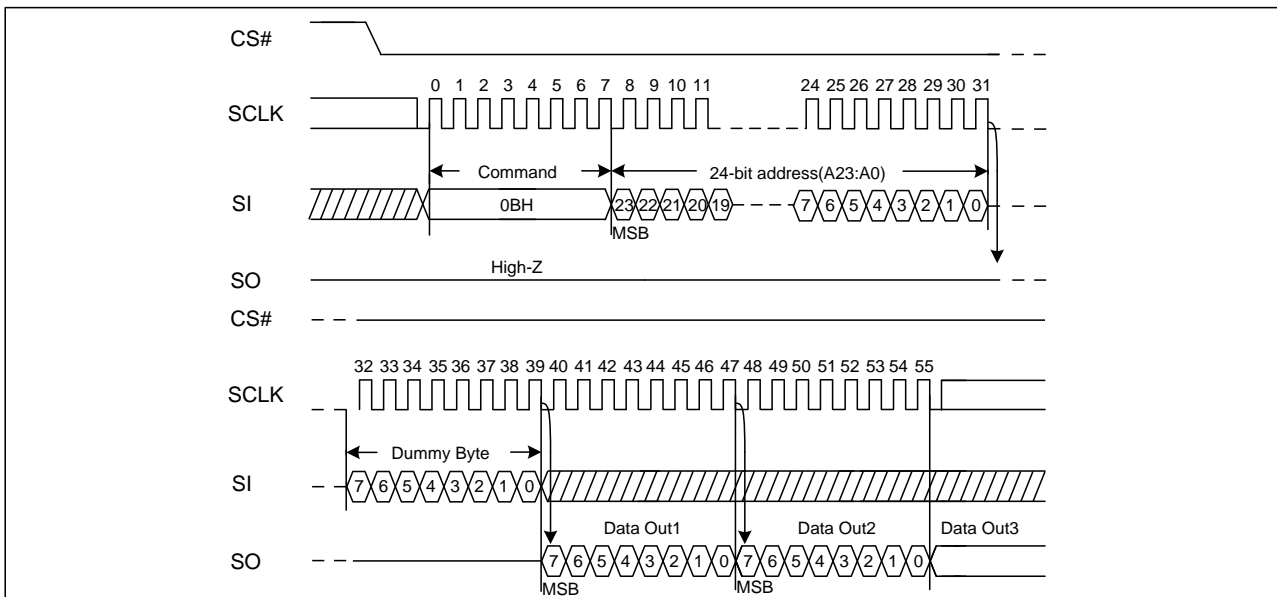 CS#
0 1 2 3 4 5 6 7 8 9 10 11 24 25 26 27 28 29 30 31
SCLK
Command 24-bit address(A23:A0)
SI 0BH 23 22 21 20 19 7 6 5 4 3 2 1 0
MSB
High-Z
SO
CS#
32 33 34 35 36 37 38 39 40 41 42 43 44 45 46 47 48 49 50 51 52 53 54 55
SCLK
Dummy Byte
SI 7 6 5 4 3 2 1 0
Data Out1 Data Out2 Data Out3
SO 7 6 5 4 3 2 1 0 7 6 5 4 3 2 1 0
MSB MSB